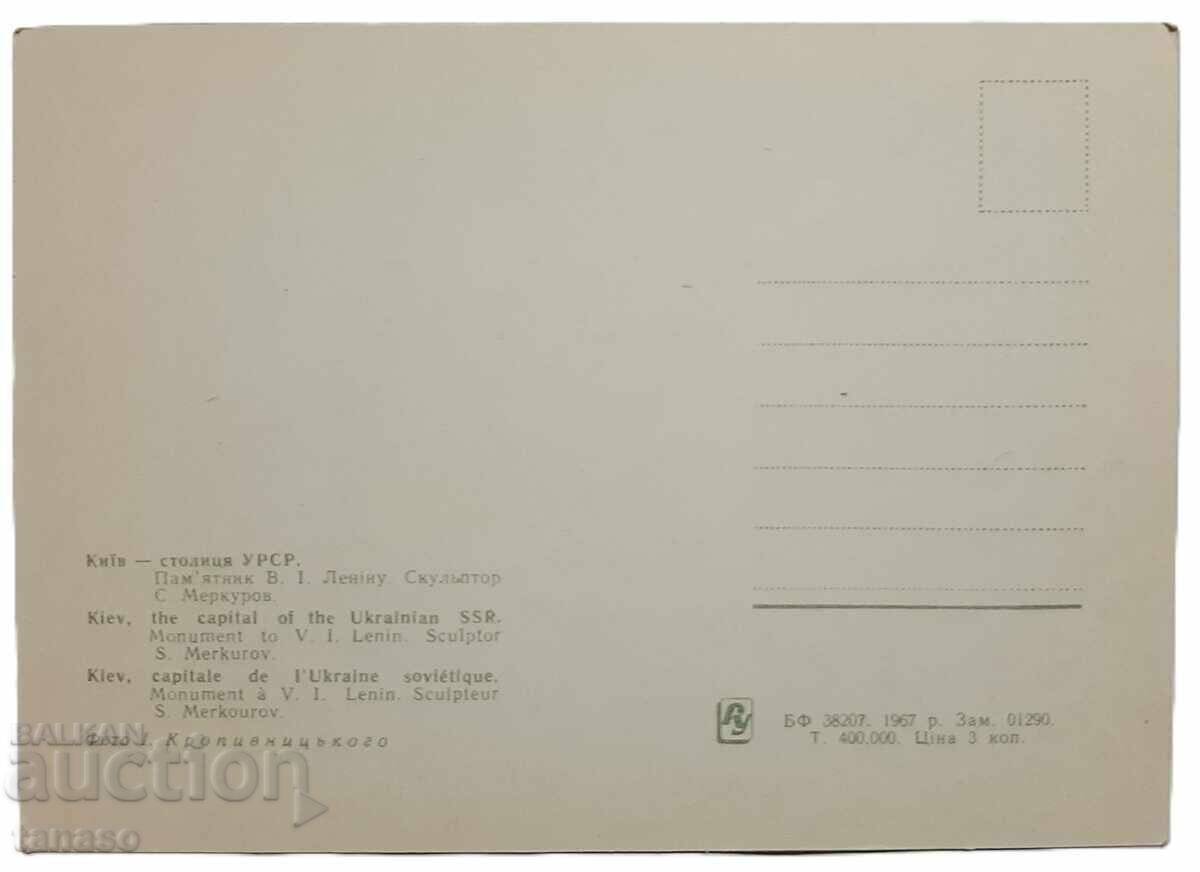 Київ — столиця УРСР.
Пам'ятник В. І. Леніну. Скульптор
С. Меркуров.
Kiev, the capital of the Ukrainian SSR.
Monument to V. I. Lenin. Sculptor
S. Merkurov.
Kiev, capitale de l'Ukraine soviétique.
Monument à V. I. Lenin. Sculpteur
S. Merkourov.
Фото І. Кропивницького
БФ 38207. 1967 р. Зам. 01290.
Т. 400.000. Ціна 3 коп.
BALKAN
auction
tanaso